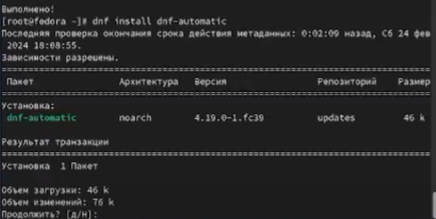 Выполнено!
[root@fedora ~]# dnf install dnf-automatic
Последняя проверка окончания срока действия метаданных: 0:02:09 назад, Сб 24 фев
2024 18:08:55.
Зависимости разрешены.
Пакет Архитектура Версия Репозиторий Размер
Установка:
dnf-automatic noarch 4.19.0-1.fc39 updates 46 k
Результат транзакции
Установка 1 Пакет
Объем загрузки: 46 k
Объем изменений: 76 k
Продолжить? [д/Н]: